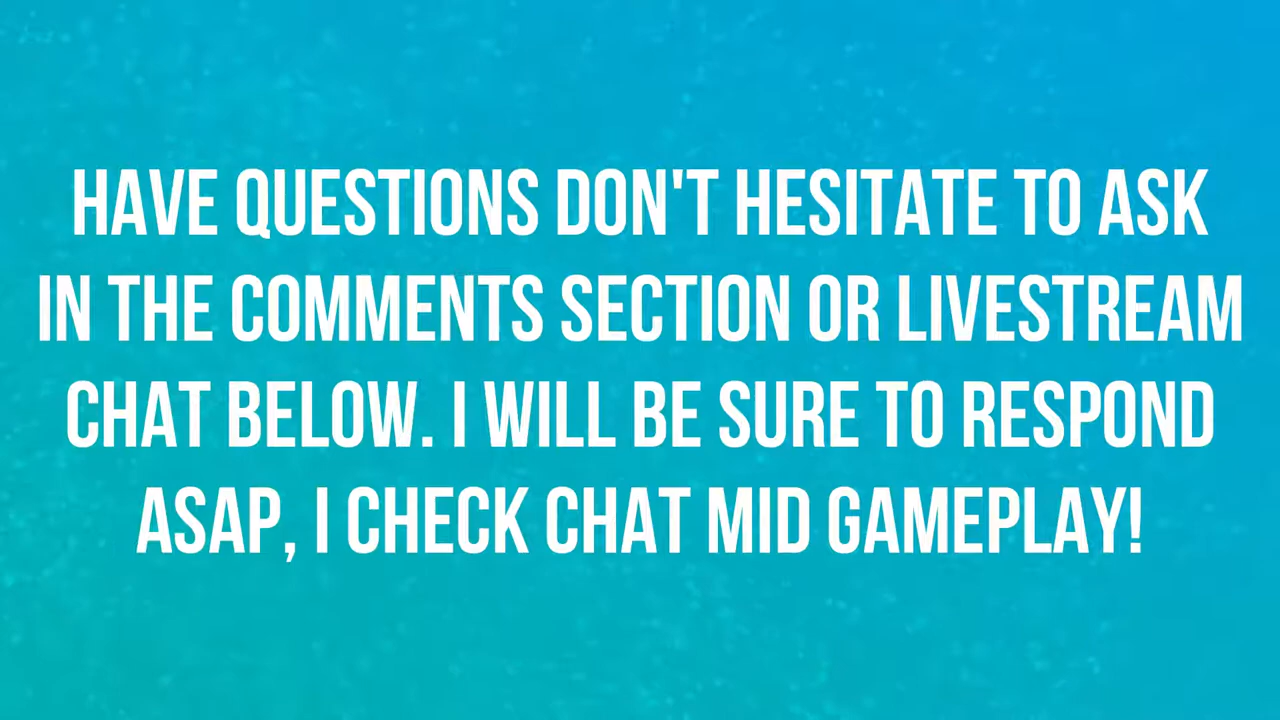 HAVE QUESTIONS DON'T HESITATE TO ASK
IN THE COMMENTS SECTION OR LIVESTREAM
CHAT BELOW. I WILL BE SURE TO RESPOND
ASAP, I CHECK CHAT MID GAMEPLAY!